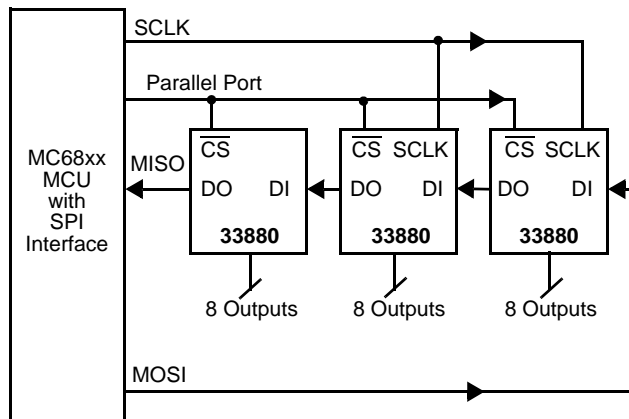 SCLK
Parallel Port
MC68xx
MCU
with
SPI
Interface
MISO
CS
DO DI
33880
8 Outputs
CS SCLK
DO DI
33880
8 Outputs
CS SCLK
DO DI
33880
8 Outputs
MOSI